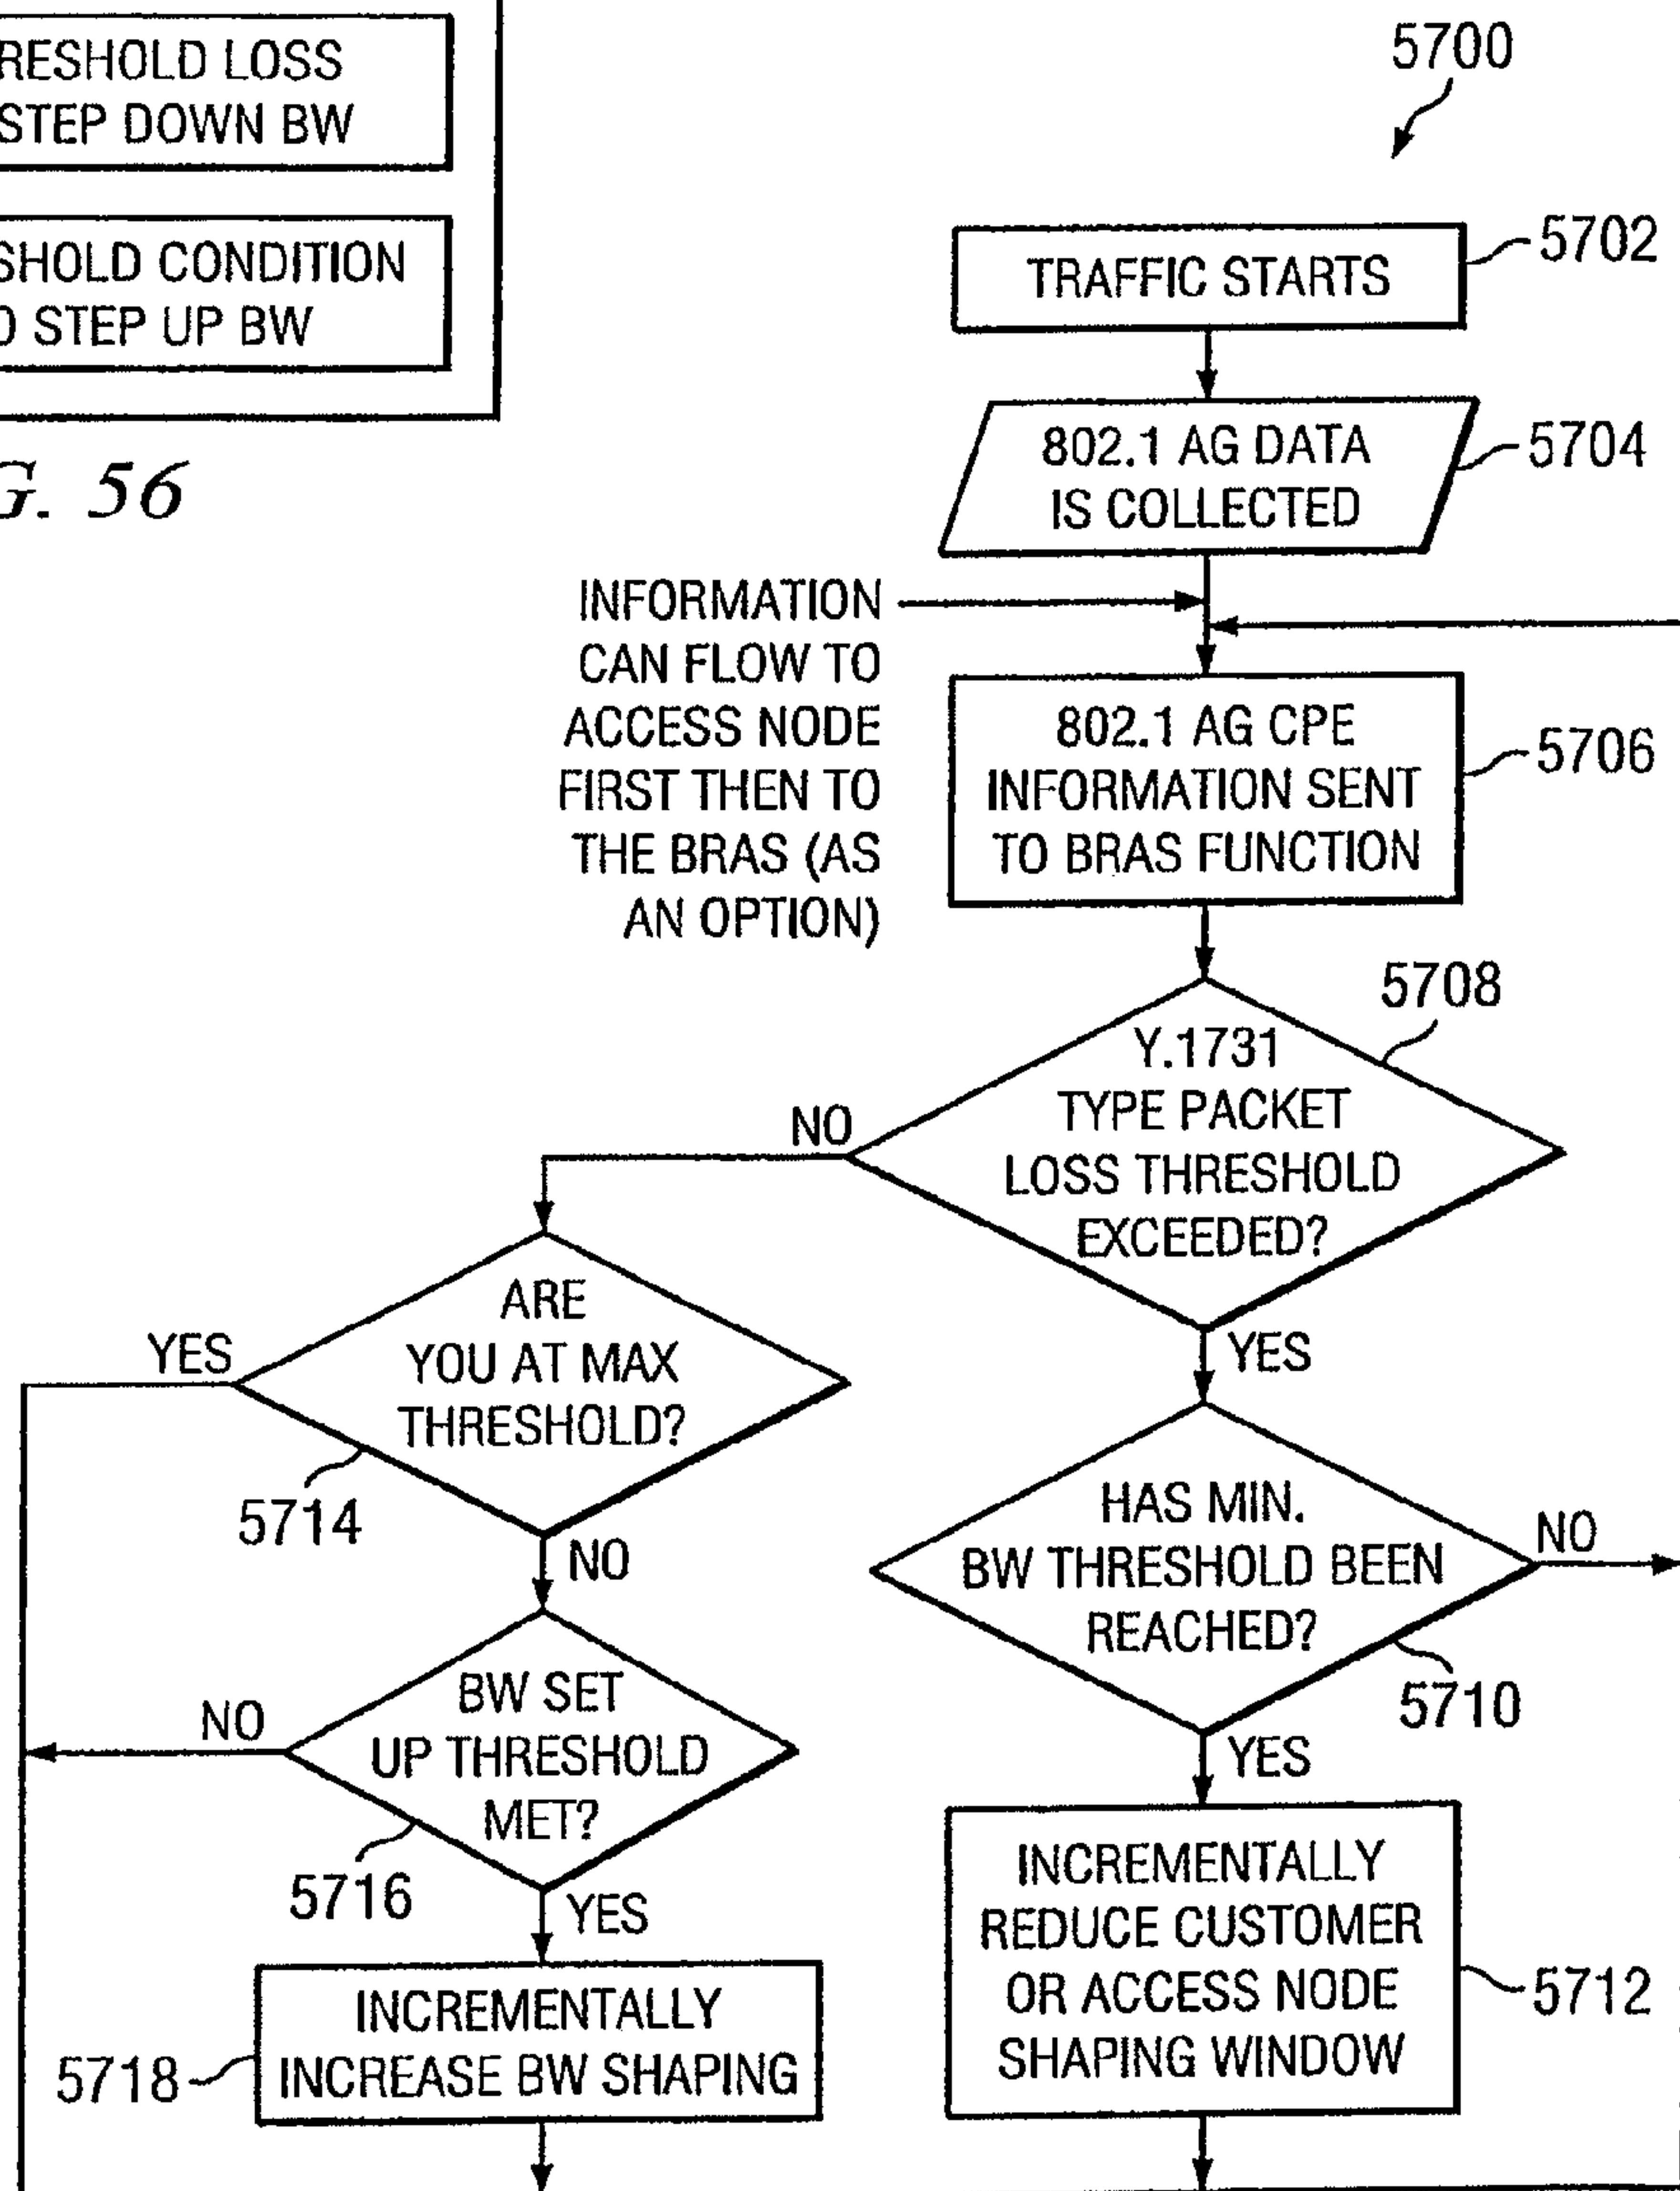 RESHOLD LOSS
STEP DOWN BW
SHOLD CONDITION
STEP UP BW
G. 56
5700
TRAFFIC STARTS
5702
802.1 AG DATA
IS COLLECTED
5704
INFORMATION
CAN FLOW TO
ACCESS NODE
FIRST THEN TO
THE BRAS (AS
AN OPTION)
802.1 AG CPE
INFORMATION SENT
TO BRAS FUNCTION
5706
5708
Y.1731
TYPE PACKET
LOSS THRESHOLD
EXCEEDED?
NO
YES
ARE
YOU AT MAX
THRESHOLD?
YES
5714
NO
HAS MIN.
BW THRESHOLD BEEN
REACHED?
NO
5710
YES
BW SET
UP THRESHOLD
MET?
NO
5716
YES
INCREMENTALLY
INCREASE BW SHAPING
5718
INCREMENTALLY
REDUCE CUSTOMER
OR ACCESS NODE
SHAPING WINDOW
5712